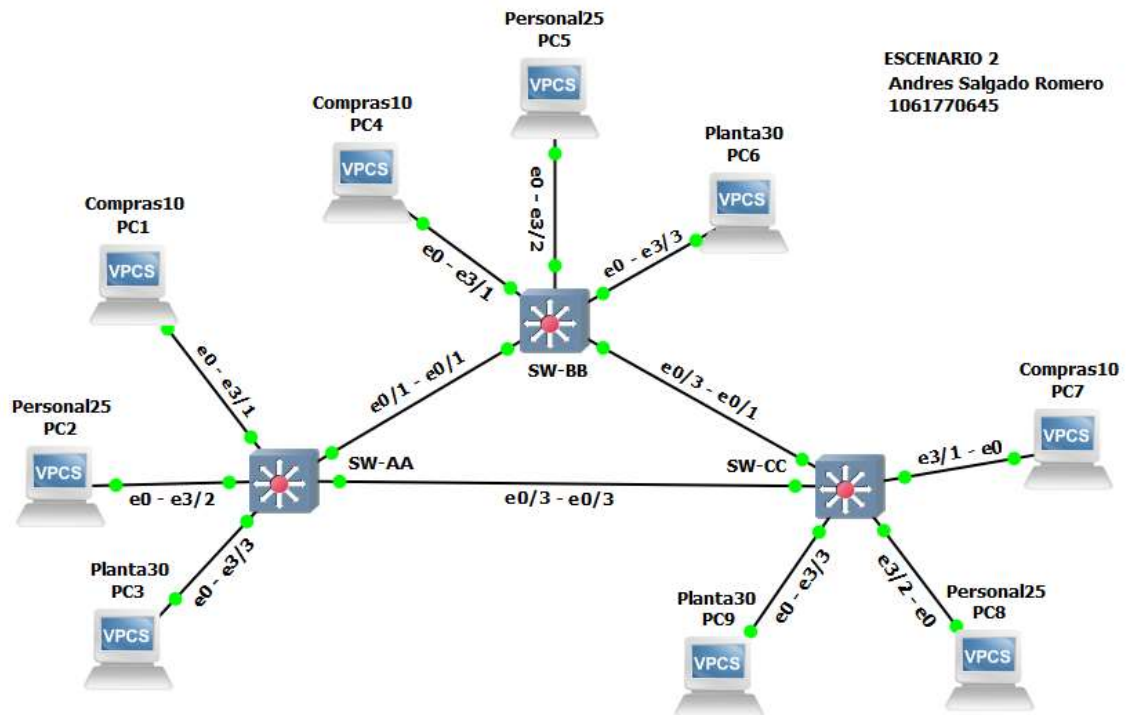 Personal25
PC5
ESCENARIO 2
Andres Salgado Romero
1061770645
VPCS
Compras10
PC4
VPCS
Planta30
PC6
VPCS
e0 - e3/2
e0 - e3/1
e0 - e3/3
Compras10
PC1
VPCS
SW-BB
e0/1 - e0/1
e0/3 - e0/1
e0 - e3/1
Compras10
PC7
VPCS
Personal25
PC2
VPCS
e0 - e3/2
SW-AA
e0/3 - e0/3
SW-CC
e3/1 - e0
e0 - e3/3
Planta30
PC3
VPCS
e0 - e3/3
e3/2 - e0
Planta30
PC9
VPCS
Personal25
PC8
VPCS